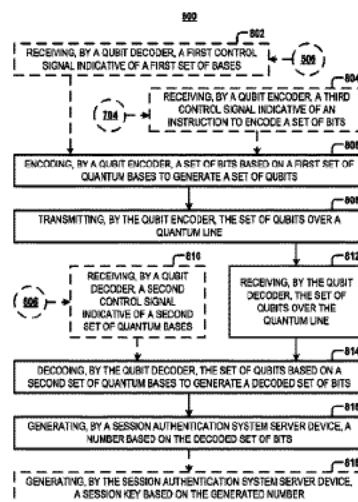 800
802
RECEIVING, BY A QUBIT DECODER, A FIRST CONTROL
SIGNAL INDICATIVE OF A FIRST SET OF BASES
804
704
RECEIVING, BY A QUBIT ENCODER, A THIRD
CONTROL SIGNAL INDICATIVE OF AN
INSTRUCTION TO ENCODE A SET OF BITS
ENCODING, BY A QUBIT ENCODER, A SET OF BITS BASED ON A FIRST SET OF
QUANTUM BASES TO GENERATE A SET OF QUBITS
TRANSMITTING, BY THE QUBIT ENCODER, THE SET OF QUBITS OVER A
QUANTUM LINE
810
RECEIVING, BY A QUBIT
DECODER, A SECOND
CONTROL SIGNAL
INDICATIVE OF A SECOND
SET OF QUANTUM BASES
812
RECEIVING, BY THE QUBIT
DECODER, THE SET
OF QUBITS OVER THE
QUANTUM LINE
814
DECODING, BY THE QUBIT DECODER, THE SET OF QUBITS BASED ON A
SECOND SET OF QUANTUM BASES TO GENERATE A DECODED SET OF BITS
GENERATING, BY A SESSION AUTHENTICATION SYSTEM SERVER DEVICE, A
NUMBER BASED ON THE DECODED SET OF BITS
GENERATING, BY THE SESSION AUTHENTICATION SYSTEM SERVER DEVICE,
A SESSION KEY BASED ON THE GENERATED NUMBER